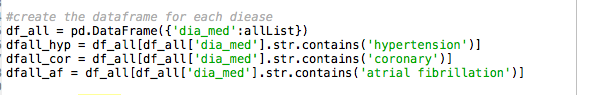 #create the dataframe for each diease
df_all = pd.DataFrame({'dia_med':allList})
dfall_hyp = df_all[df_all['dia_med'].str.contains('hypertension')]
dfall_cor = df_all[df_all['dia_med'].str.contains('coronary')]
dfall_af = df_all[df_all['dia_med'].str.contains('atrial fibrillation')]